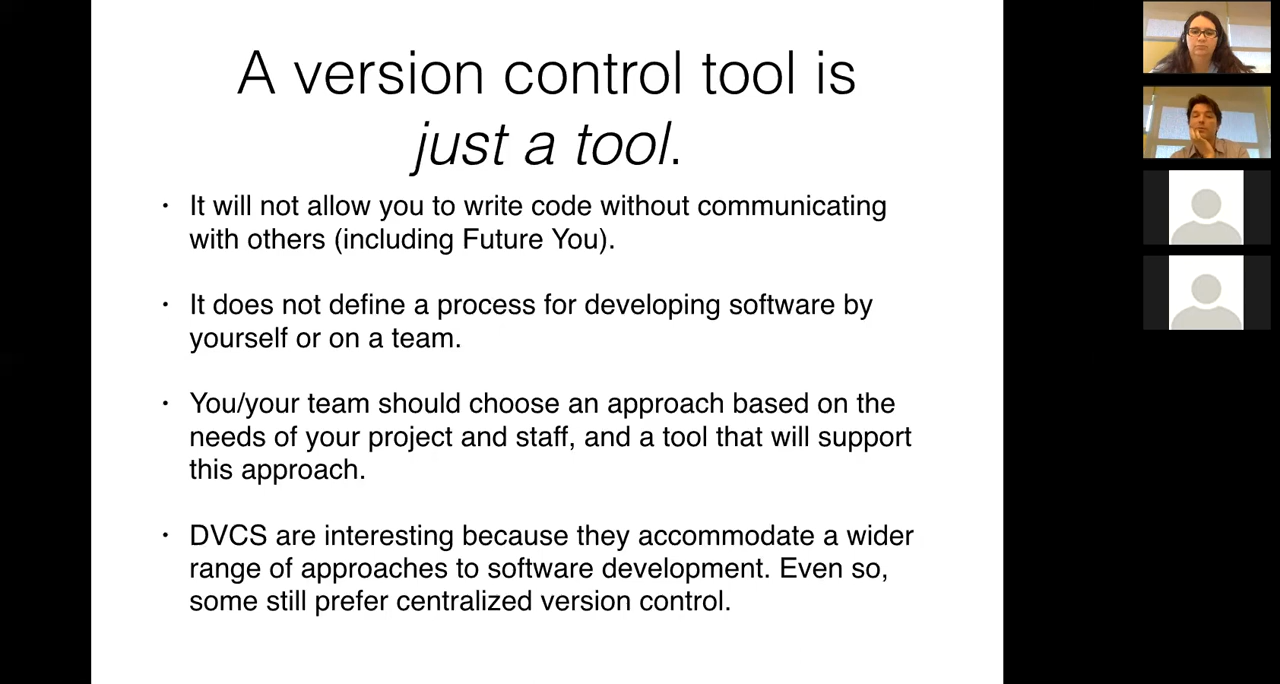 A version control tool is
just a tool.
• It will not allow you to write code without communicating
with others (including Future You).
• It does not define a process for developing software by
yourself or on a team.
• You/your team should choose an approach based on the
needs of your project and staff, and a tool that will support
this approach.
• DVCS are interesting because they accommodate a wider
range of approaches to software development. Even so,
some still prefer centralized version control.